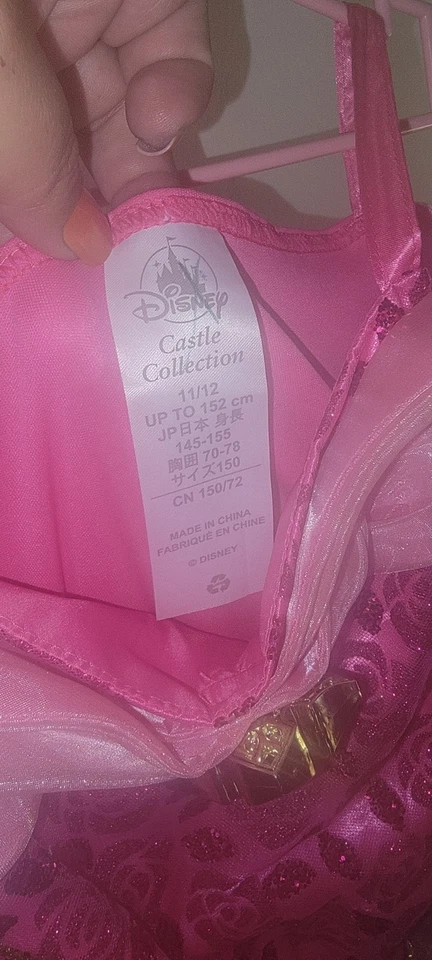 Disney
Castle
Collection
11/12
UP TO 152 cm
JP日本 身長
145-155
胸囲 70-78
サイズ150
CN 150/72
MADE IN CHINA
FABRIQUÉ EN CHINE
© DISNEY